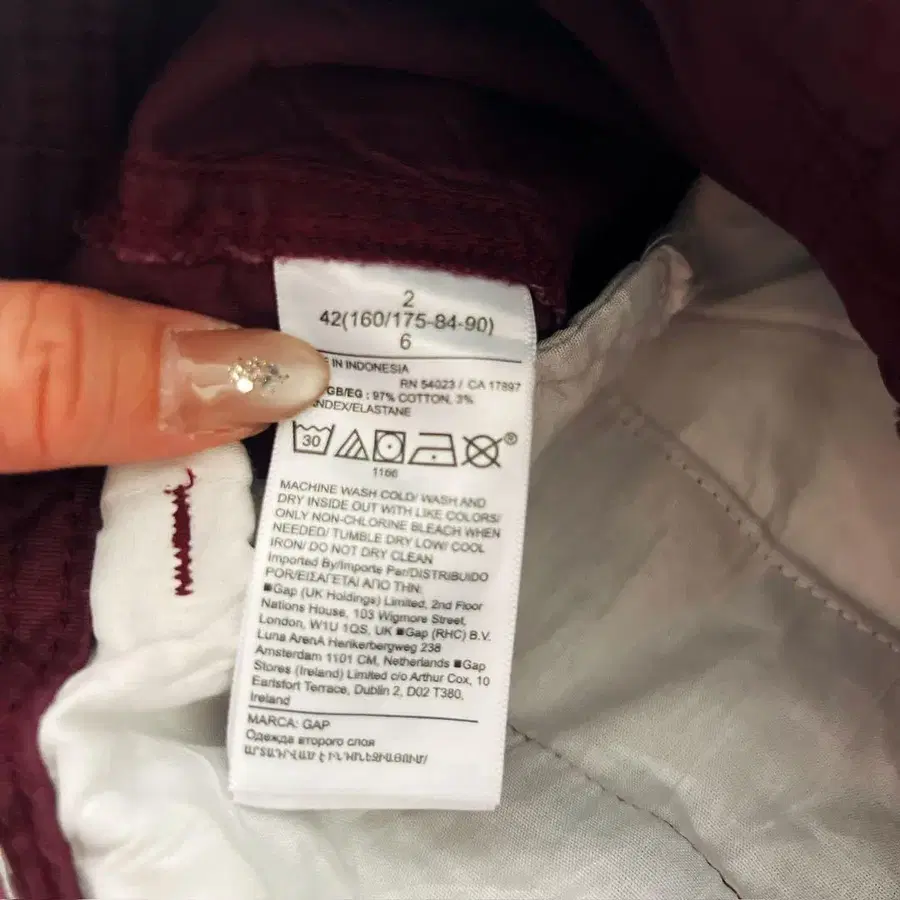 2
42(160/175-84-90)
6
IN INDONESIA
RN 54023 / CA 17897
GB/EG : 97% COTTON, 3%
/ELASTANE
30
®
1166
MACHINE WASH COLD/ WASH AND
DRY INSIDE OUT WITH LIKE COLORS/
ONLY NON-CHLORINE BLEACH WHEN
NEEDED/ TUMBLE DRY LOW/ COOL
IRON/ DO NOT DRY CLEAN
Imported By/Importe Par/DISTRIBUIDO
POR/ΕΙΣΑΓΕΤΑΙ ΑΠΟ ΤΗΝ:
■Gap (UK Holdings) Limited, 2nd Floor
Nations House, 103 Wigmore Street,
London, W1U 1QS, UK ■Gap (RHC) B.V.
Luna ArenA Herikerbergweg 238
Amsterdam 1101 CM, Netherlands ■Gap
Stores (Ireland) Limited c/o Arthur Cox, 10
Earlsfort Terrace, Dublin 2, D02 T380,
Ireland
MARCA: GAP
Одежда второго слоя